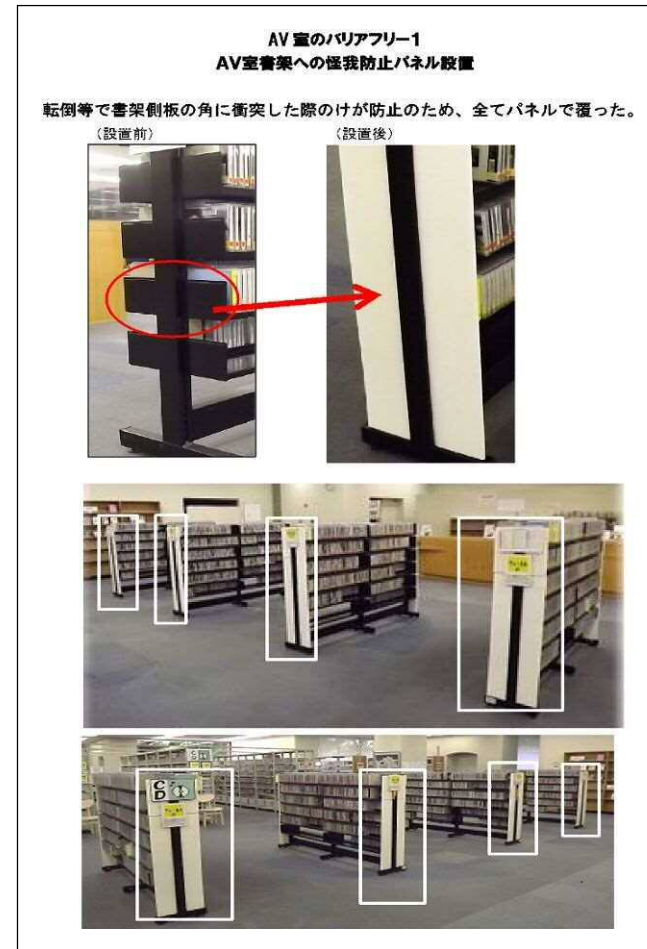 AV 室のバリアフリー1
AV室書架への怪我防止パネル設置
転倒等で書架側板の角に衝突した際のけが防止のため、全てパネルで覆った。
（設置前）
（設置後）
CD